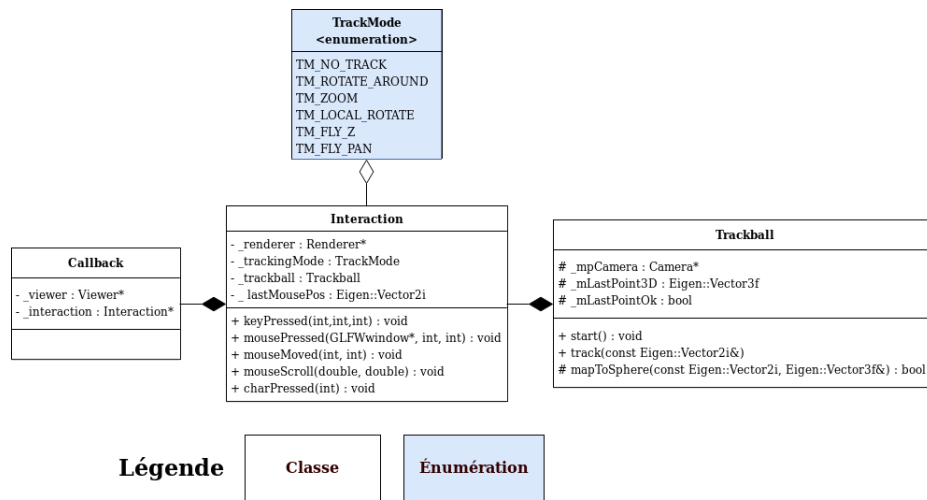 TrackMode
<enumeration>
TM_NO_TRACK
TM_ROTATE_AROUND
TM_ZOOM
TM_LOCAL_ROTATE
TM_FLY_Z
TM_FLY_PAN
Callback
- _viewer : Viewer*
- _interaction : Interaction*
Interaction
- _renderer : Renderer*
- _trackingMode : TrackMode
- _trackball : Trackball
- _ lastMousePos : Eigen::Vector2i
+ keyPressed(int,int,int) : void
+ mousePressed(GLFWwindow*, int, int) : void
+ mouseMoved(int, int) : void
+ mouseScroll(double, double) : void
+ charPressed(int) : void
Trackball
# _mpCamera : Camera*
# _mLastPoint3D : Eigen::Vector3f
# _mLastPointOk : bool
+ start() : void
+ track(const Eigen::Vector2i&)
# mapToSphere(const Eigen::Vector2i, Eigen::Vector3f&) : bool
Légende
Classe
Énumération